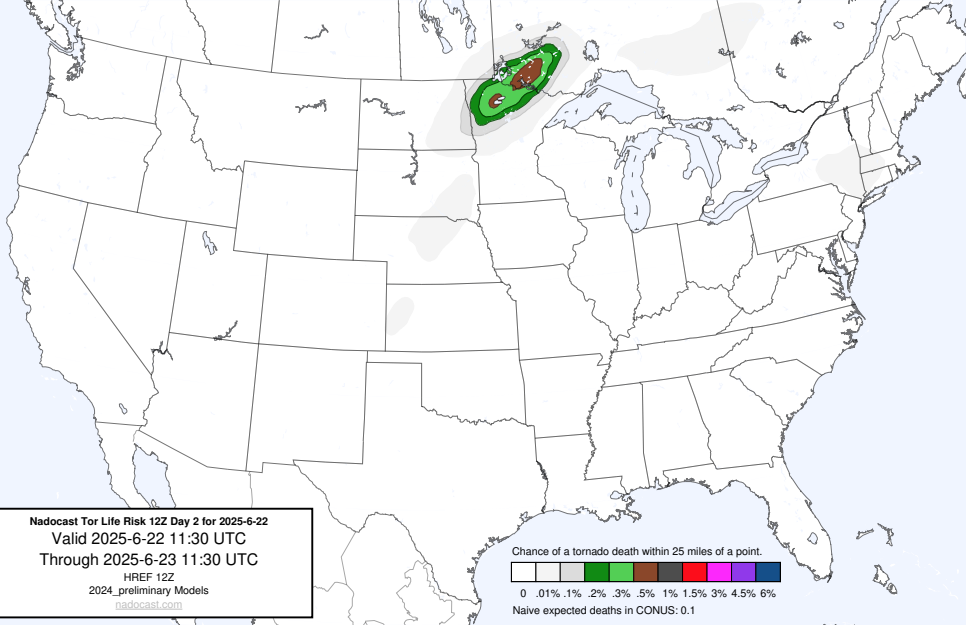 Nadocast Tor Life Risk 12Z Day 2 for 2025-6-22
Valid 2025-6-22 11:30 UTC
Through 2025-6-23 11:30 UTC
HREF 12Z
2024_preliminary Models
nadocast.com
Chance of a tornado death within 25 miles of a point.
0 .01% .1% .2% .3% .5% 1% 1.5% 3% 4.5% 6%
Naive expected deaths in CONUS: 0.1